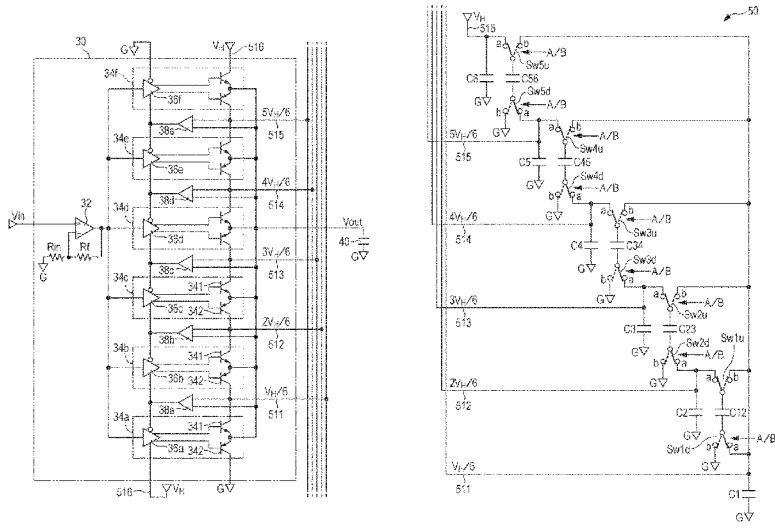 30
G
VH
516
50
34f
36f
5VH/6
38e
515
34e
36e
4VH/6
38d
514
Vin
32
34d
36d
Vout
40
G
Rin
Rf
G
3VH/6
38c
513
34c
36c
341
342
2VH/6
38b
512
34b
36b
341
342
VH/6
38a
511
34a
36a
341
342
516
VH
G
VH
516
a
b
A/B
Sw5u
C6
C56
G
Sw5d
A/B
b
a
G
5VH/6
515
a
b
A/B
Sw4u
C5
C45
G
Sw4d
A/B
b
a
G
4VH/6
514
a
b
A/B
Sw3u
C4
C34
G
Sw3d
A/B
b
a
G
3VH/6
513
a
b
A/B
Sw2u
C3
C23
G
Sw2d
A/B
b
a
G
Sw1u
2VH/6
512
a
b
C2
C12
G
Sw1d
b
a
A/B
G
VH/6
511
C1
G